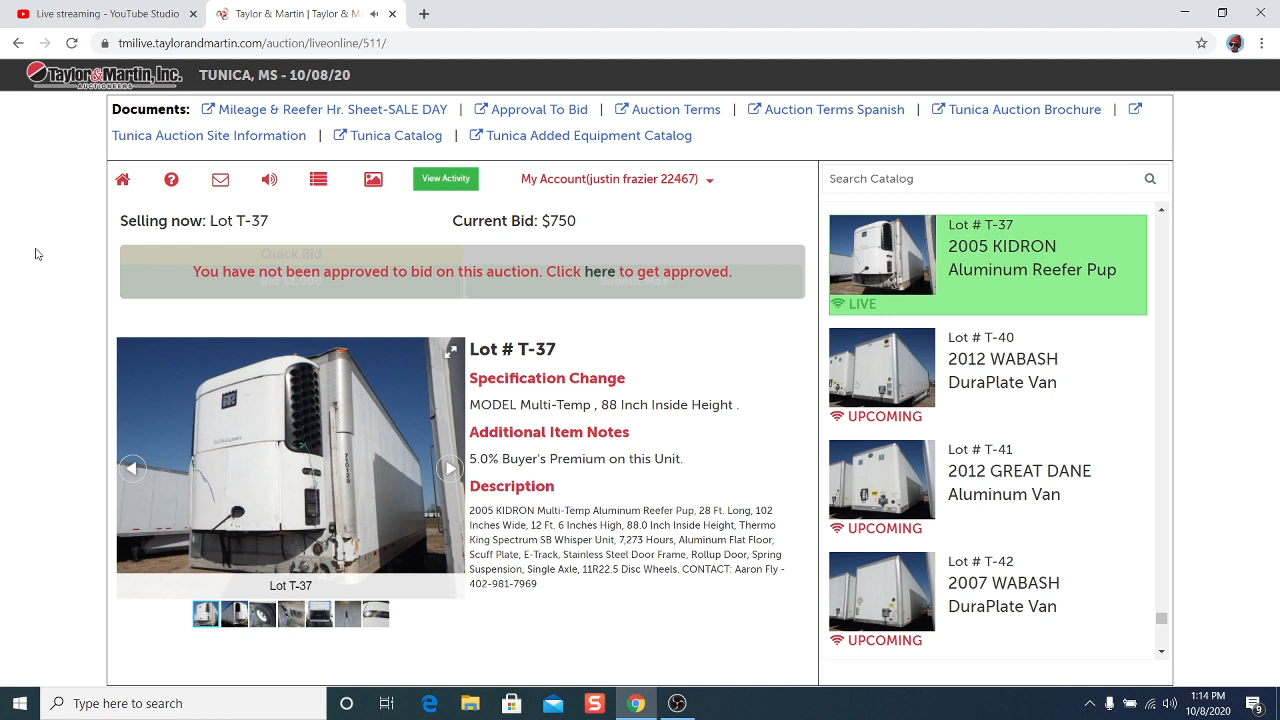 Live streaming - YouTube Studio
Taylor & Martin | Taylor & M
tmilive.taylorandmartin.com/auction/liveonline/511/
Taylor&Martin,Inc.
AUCTIONEERS
TUNICA, MS - 10/08/20
Documents: Mileage & Reefer Hr. Sheet-SALE DAY | Approval To Bid | Auction Terms | Auction Terms Spanish | Tunica Auction Brochure |
Tunica Auction Site Information | Tunica Catalog | Tunica Added Equipment Catalog
View Activity
My Account(justin frazier 22467)
Search Catalog
Selling now: Lot T-37
Current Bid: $750
Quick Bid
You have not been approved to bid on this auction. Click here to get approved.
Lot # T-37
Specification Change
MODEL Multi-Temp , 88 Inch Inside Height .
Additional Item Notes
5.0% Buyer's Premium on this Unit.
Description
2005 KIDRON Multi-Temp Aluminum Reefer Pup, 28 Ft. Long, 102
Inches Wide, 12 Ft. 6 Inches High, 88.0 Inch Inside Height, Thermo
King Spectrum SB Whisper Unit, 7,273 Hours, Aluminum Flat Floor,
Scuff Plate, E-Track, Stainless Steel Door Frame, Rollup Door, Spring
Suspension, Single Axle, 11R22.5 Disc Wheels. CONTACT: Aaron Fly -
402-981-7969
Lot T-37
Lot # T-37
2005 KIDRON
Aluminum Reefer Pup
LIVE
Lot # T-40
2012 WABASH
DuraPlate Van
UPCOMING
Lot # T-41
2012 GREAT DANE
Aluminum Van
UPCOMING
Lot # T-42
2007 WABASH
DuraPlate Van
UPCOMING
Type here to search
1:14 PM
10/8/2020
9